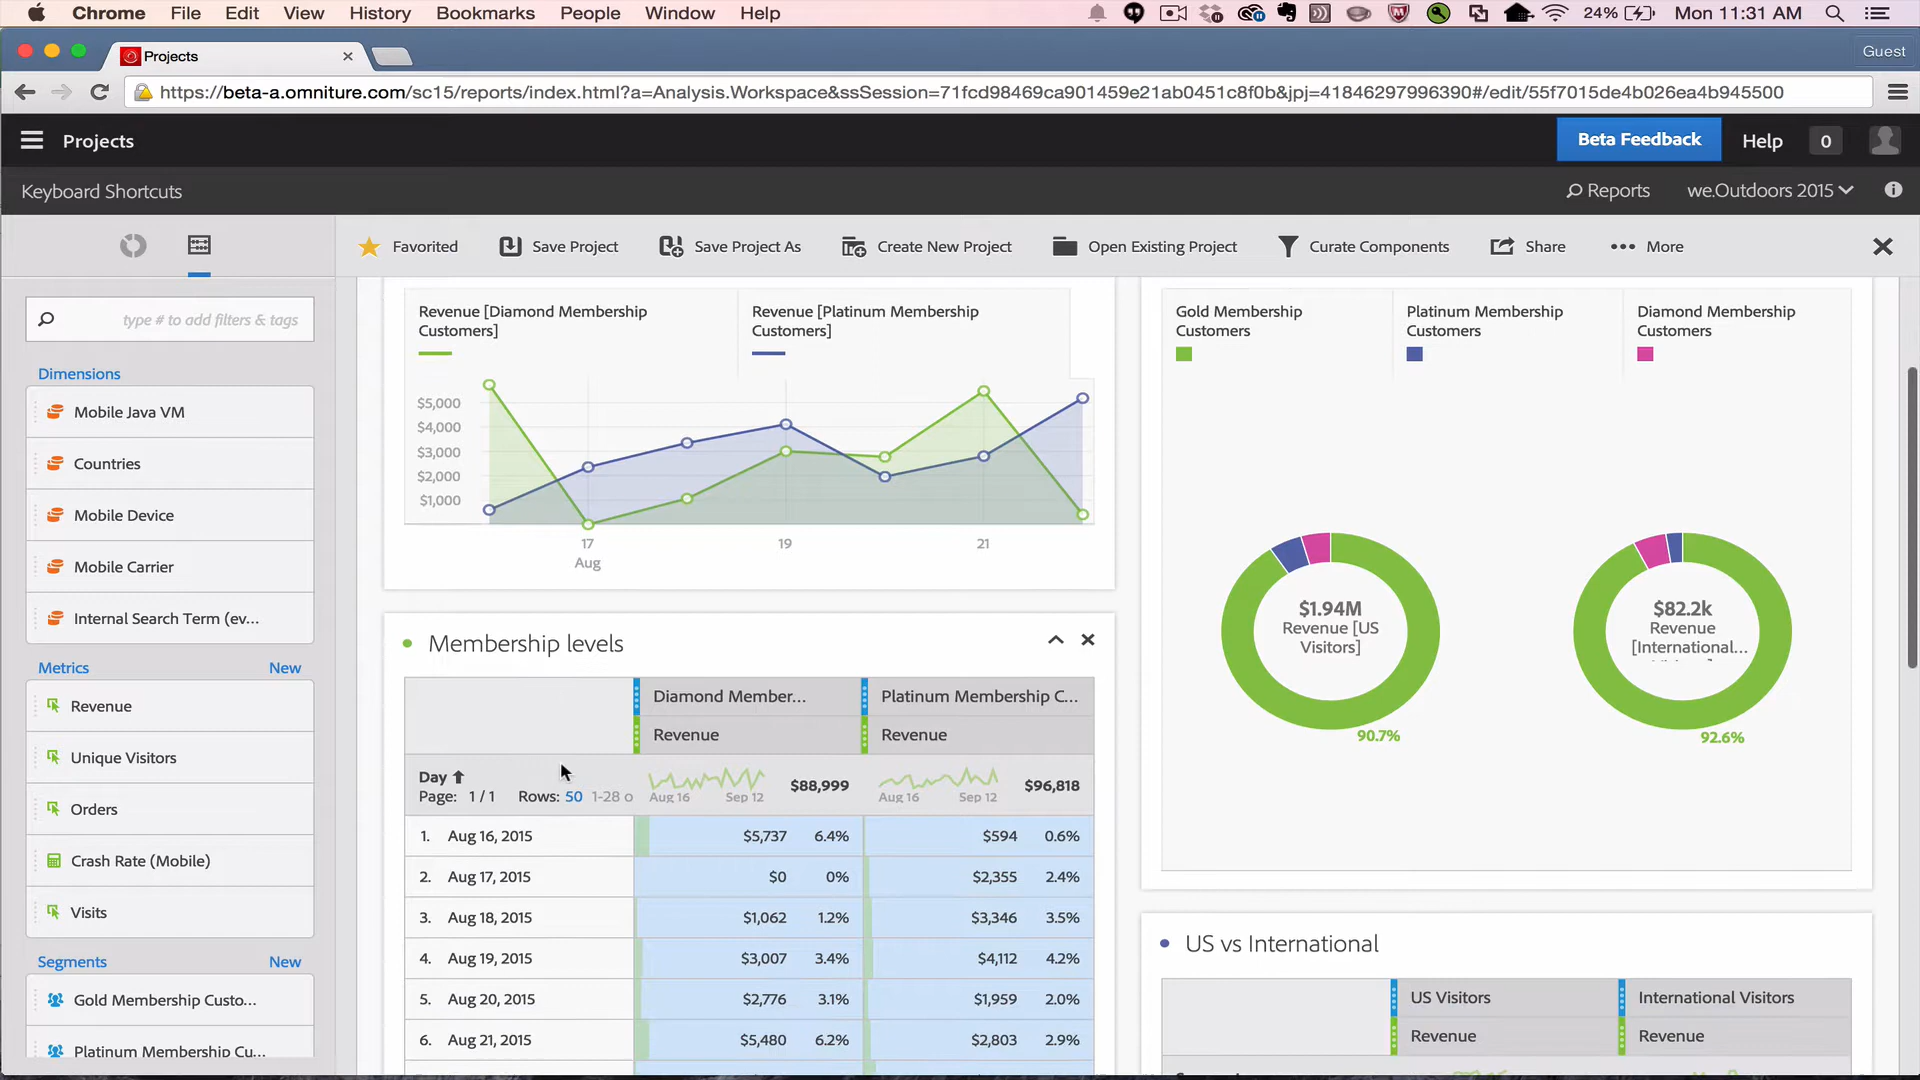 Chrome File Edit View History Bookmarks People Window Help 24% Mon 11:31 AM
Projects Guest
https://beta-a.omniture.com/sc15/reports/index.html?a=Analysis.Workspace&ssSession=71fcd98469ca901459e21ab0451c8f0b&jpj=41846297996390#/edit/55f7015de4b026ea4b945500
Projects Beta Feedback Help 0
Keyboard Shortcuts Reports we.Outdoors 2015
Favorited Save Project Save Project As Create New Project Open Existing Project Curate Components Share More
type # to add filters & tags
Dimensions
Mobile Java VM
Countries
Mobile Device
Mobile Carrier
Internal Search Term (ev...
Metrics New
Revenue
Unique Visitors
Orders
Crash Rate (Mobile)
Visits
Segments New
Gold Membership Custo...
Platinum Membership Cu...
Revenue [Diamond Membership
Customers]
Revenue [Platinum Membership
Customers]
$5,000
$4,000
$3,000
$2,000
$1,000
17 19 21
Aug
Membership levels
Diamond Member... Platinum Membership C...
Revenue Revenue
Day
Page: 1 / 1 Rows: 50 1-28 o
Aug 16 Sep 12 $88,999 Aug 16 Sep 12 $96,818
1. Aug 16, 2015 $5,737 6.4% $594 0.6%
2. Aug 17, 2015 $0 0% $2,355 2.4%
3. Aug 18, 2015 $1,062 1.2% $3,346 3.5%
4. Aug 19, 2015 $3,007 3.4% $4,112 4.2%
5. Aug 20, 2015 $2,776 3.1% $1,959 2.0%
6. Aug 21, 2015 $5,480 6.2% $2,803 2.9%
Gold Membership
Customers
Platinum Membership
Customers
Diamond Membership
Customers
$1.94M
Revenue [US
Visitors]
90.7%
$82.2k
Revenue
[International...
92.6%
US vs International
US Visitors International Visitors
Revenue Revenue